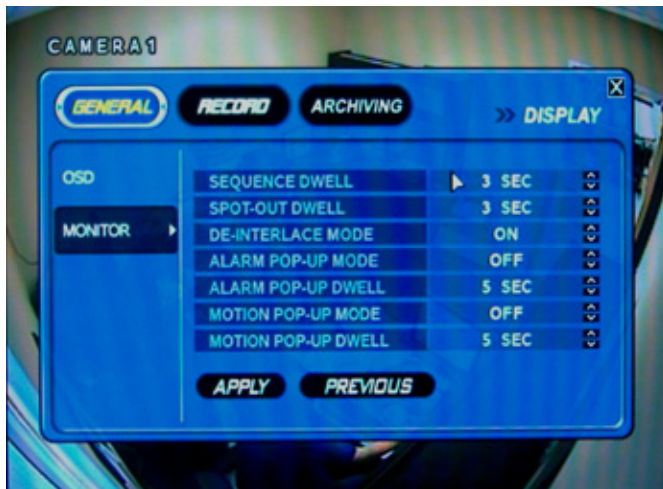 CAMERA1
GENERAL RECORD ARCHIVING X
» DISPLAY
OSD
MONITOR
SEQUENCE DWELL 3 SEC
SPOT-OUT DWELL 3 SEC
DE-INTERLACE MODE ON
ALARM POP-UP MODE OFF
ALARM POP-UP DWELL 5 SEC
MOTION POP-UP MODE OFF
MOTION POP-UP DWELL 5 SEC
APPLY PREVIOUS